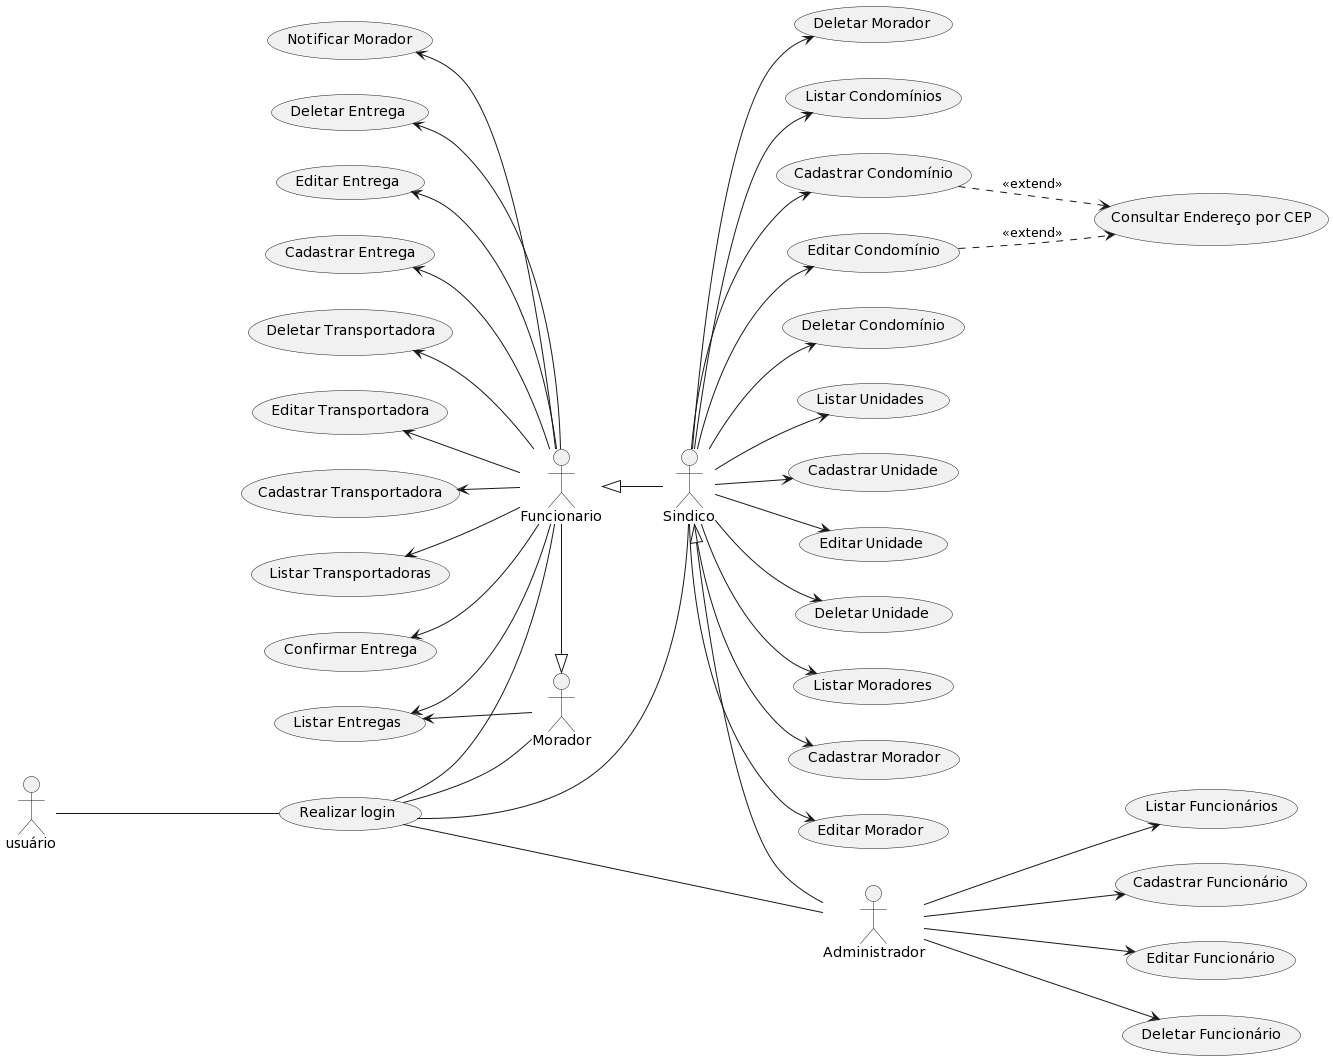 Notificar Morador
Deletar Entrega
Editar Entrega
Cadastrar Entrega
Deletar Transportadora
Editar Transportadora
Cadastrar Transportadora
Listar Transportadoras
Confirmar Entrega
Listar Entregas
Realizar login
usuário
Funcionario
Morador
Sindico
Deletar Morador
Listar Condomínios
Cadastrar Condomínio
Editar Condomínio
Deletar Condomínio
Listar Unidades
Cadastrar Unidade
Editar Unidade
Deletar Unidade
Listar Moradores
Cadastrar Morador
Editar Morador
Administrador
«extend»
«extend»
Consultar Endereço por CEP
Listar Funcionários
Cadastrar Funcionário
Editar Funcionário
Deletar Funcionário